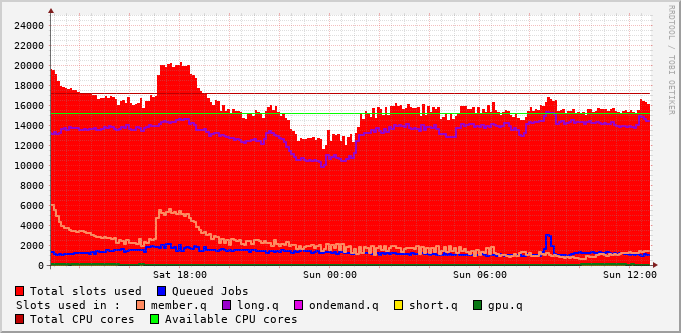 RRDTOOL / TOBI OETIKER
24000
22000
20000
18000
16000
14000
12000
10000
8000
6000
4000
2000
0
Sat 18:00 Sun 00:00 Sun 06:00 Sun 12:00
Total slots used Queued Jobs
Slots used in : member.q long.q ondemand.q short.q gpu.q
Total CPU cores Available CPU cores